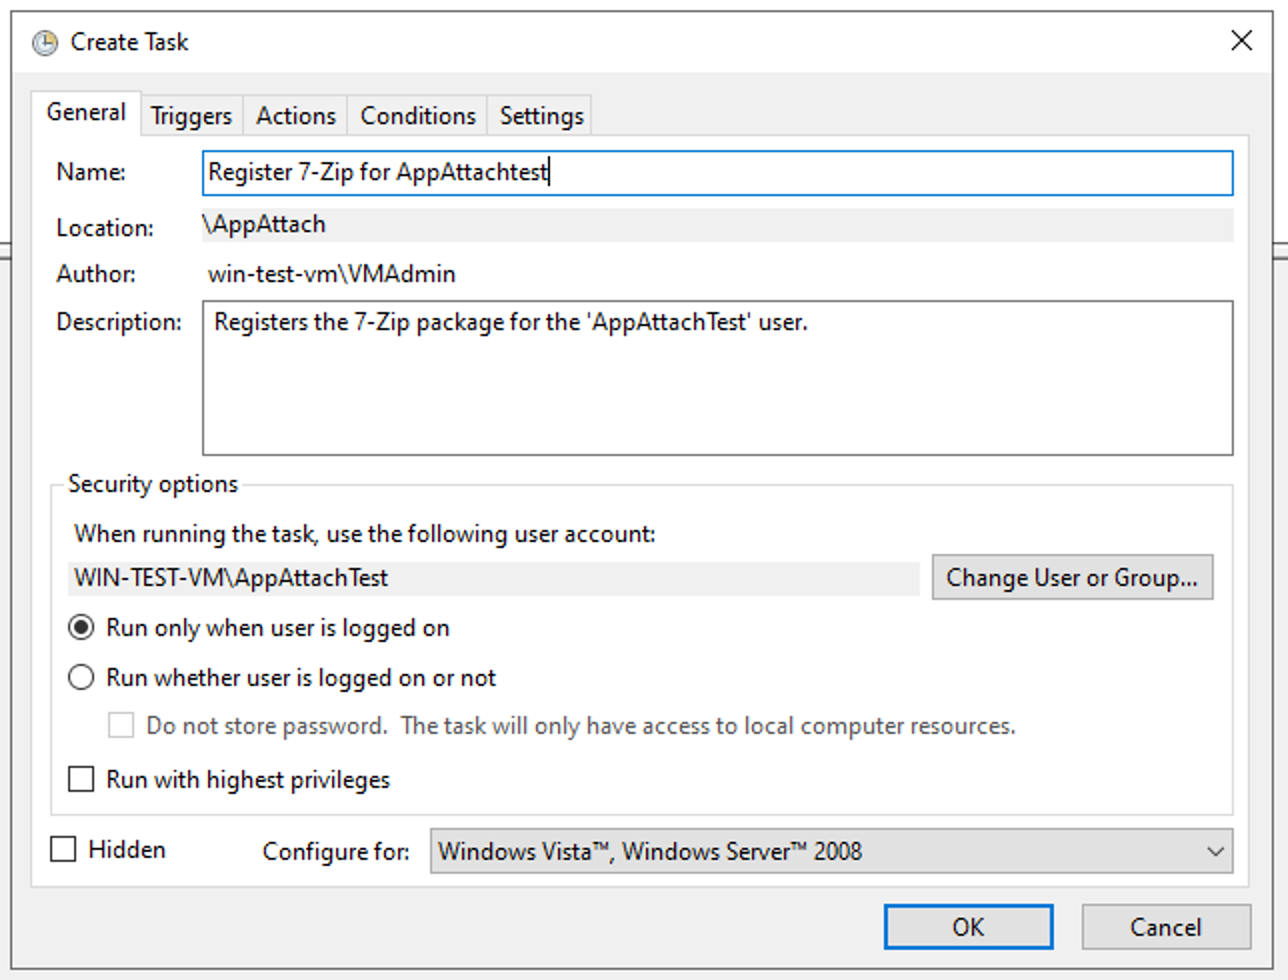 Create Task
General Triggers Actions Conditions Settings
Name: Register 7-Zip for AppAttachtest
Location: \AppAttach
Author: win-test-vm\VMAdmin
Description: Registers the 7-Zip package for the 'AppAttachTest' user.
Security options
When running the task, use the following user account:
WIN-TEST-VM\AppAttachTest Change User or Group...
Run only when user is logged on
Run whether user is logged on or not
Do not store password. The task will only have access to local computer resources.
Run with highest privileges
Hidden Configure for: Windows Vista™, Windows Server™ 2008
OK Cancel